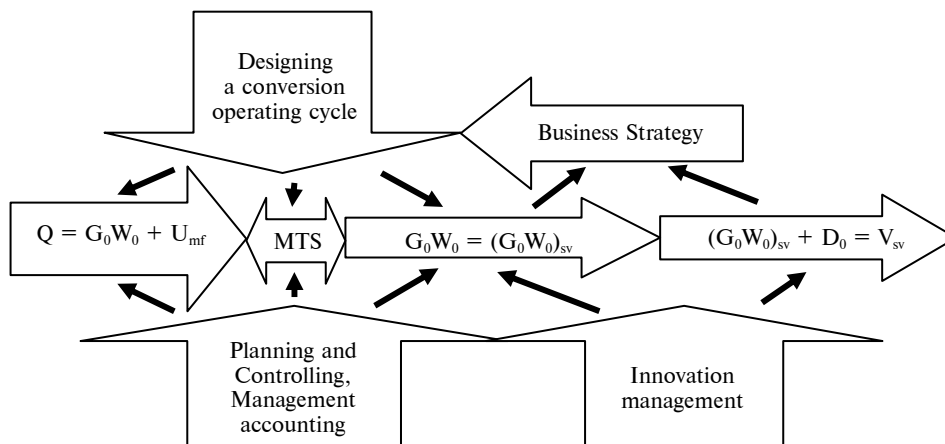 Designing
a conversion
operating cycle
Business Strategy
Q = G₀W₀ + Uₘf
MTS
G₀W₀ = (G₀W₀)ₛᵥ
(G₀W₀)ₛᵥ + D₀ = Vₛᵥ
Planning and
Controlling,
Management
accounting
Innovation
management